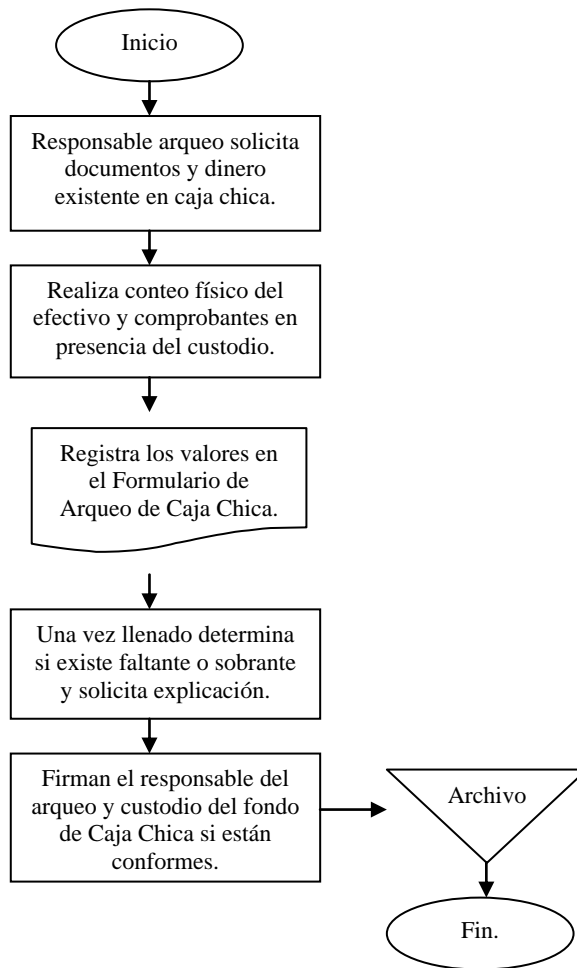 Inicio
Responsable arqueo solicita
documentos y dinero
existente en caja chica.
Realiza conteo físico del
efectivo y comprobantes en
presencia del custodio.
Registra los valores en
el Formulario de
Arqueo de Caja Chica.
Una vez llenado determina
si existe faltante o sobrante
y solicita explicación.
Firman el responsable del
arqueo y custodio del fondo
de Caja Chica si están
conformes.
Archivo
Fin.